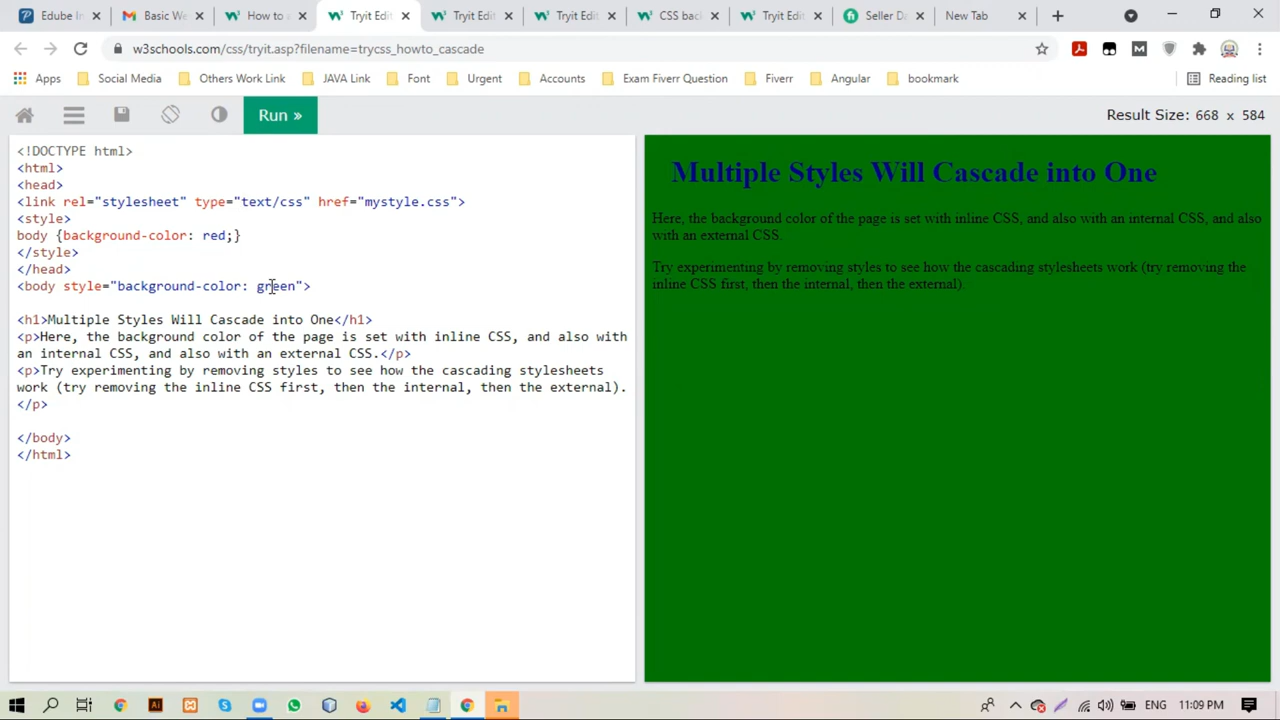 Edube In
Basic We
How to a
Tryit Edit
Tryit Edit
Tryit Edit
CSS back
Tryit Edit
Seller Da
New Tab
w3schools.com/css/tryit.asp?filename=trycss_howto_cascade
Apps Social Media Others Work Link JAVA Link Font Urgent Accounts Exam Fiverr Question Fiverr Angular bookmark Reading list
Run » Result Size: 668 x 584
<!DOCTYPE html>
<html>
<head>
<link rel="stylesheet" type="text/css" href="mystyle.css">
<style>
body {background-color: red;}
</style>
</head>
<body style="background-color: green">
<h1>Multiple Styles Will Cascade into One</h1>
<p>Here, the background color of the page is set with inline CSS, and also with
an internal CSS, and also with an external CSS.</p>
<p>Try experimenting by removing styles to see how the cascading stylesheets
work (try removing the inline CSS first, then the internal, then the external).
</p>
</body>
</html>
Multiple Styles Will Cascade into One
Here, the background color of the page is set with inline CSS, and also with an internal CSS, and also
with an external CSS.
Try experimenting by removing styles to see how the cascading stylesheets work (try removing the
inline CSS first, then the internal, then the external).
ENG 11:09 PM